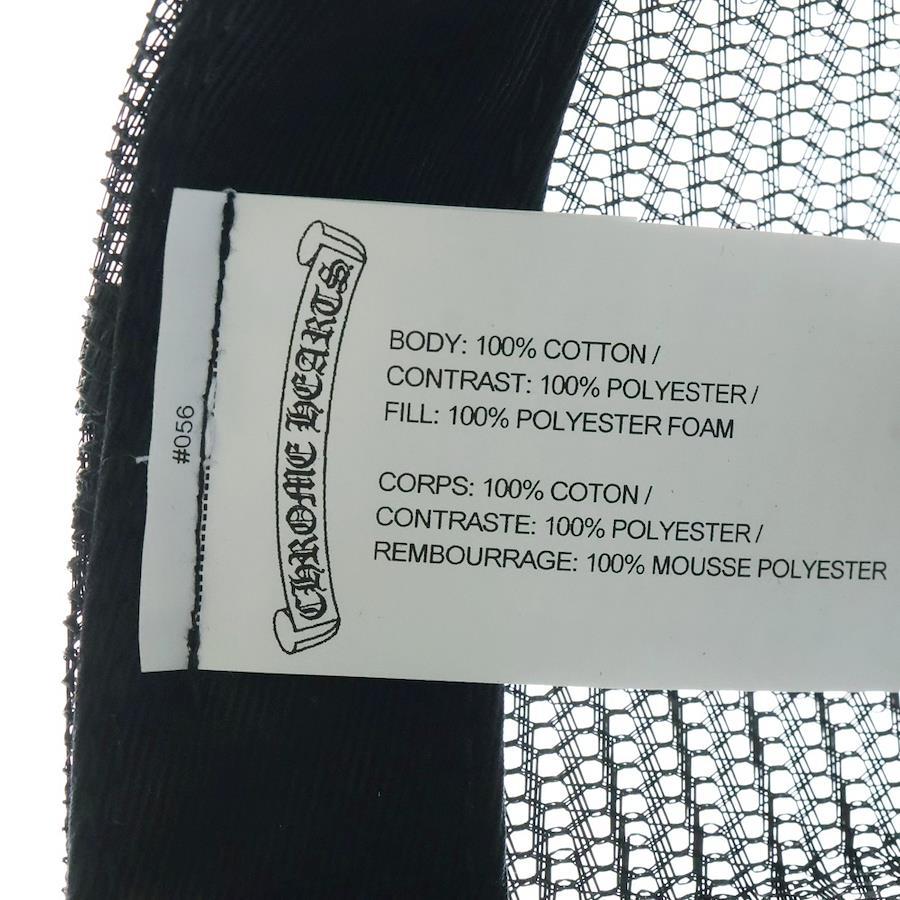 #056
CHROME HEARTS
BODY: 100% COTTON /
CONTRAST: 100% POLYESTER /
FILL: 100% POLYESTER FOAM
CORPS: 100% COTON /
CONTRASTE: 100% POLYESTER /
REMBOURRAGE: 100% MOUSSE POLYESTER